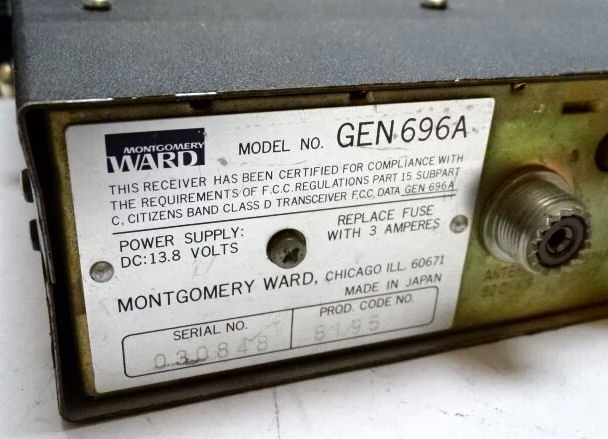 MONTGOMERY
WARD
MODEL NO. GEN 696A
THIS RECEIVER HAS BEEN CERTIFIED FOR COMPLIANCE WITH
THE REQUIREMENTS OF F.C.C. REGULATIONS PART 15 SUBPART
C, CITIZENS BAND CLASS D TRANSCEIVER F.C.C. DATA GEN 696A
POWER SUPPLY:
DC: 13.8 VOLTS
REPLACE FUSE
WITH 3 AMPERES
MONTGOMERY WARD, CHICAGO ILL. 60671
MADE IN JAPAN
SERIAL NO.
030848
PROD. CODE NO.